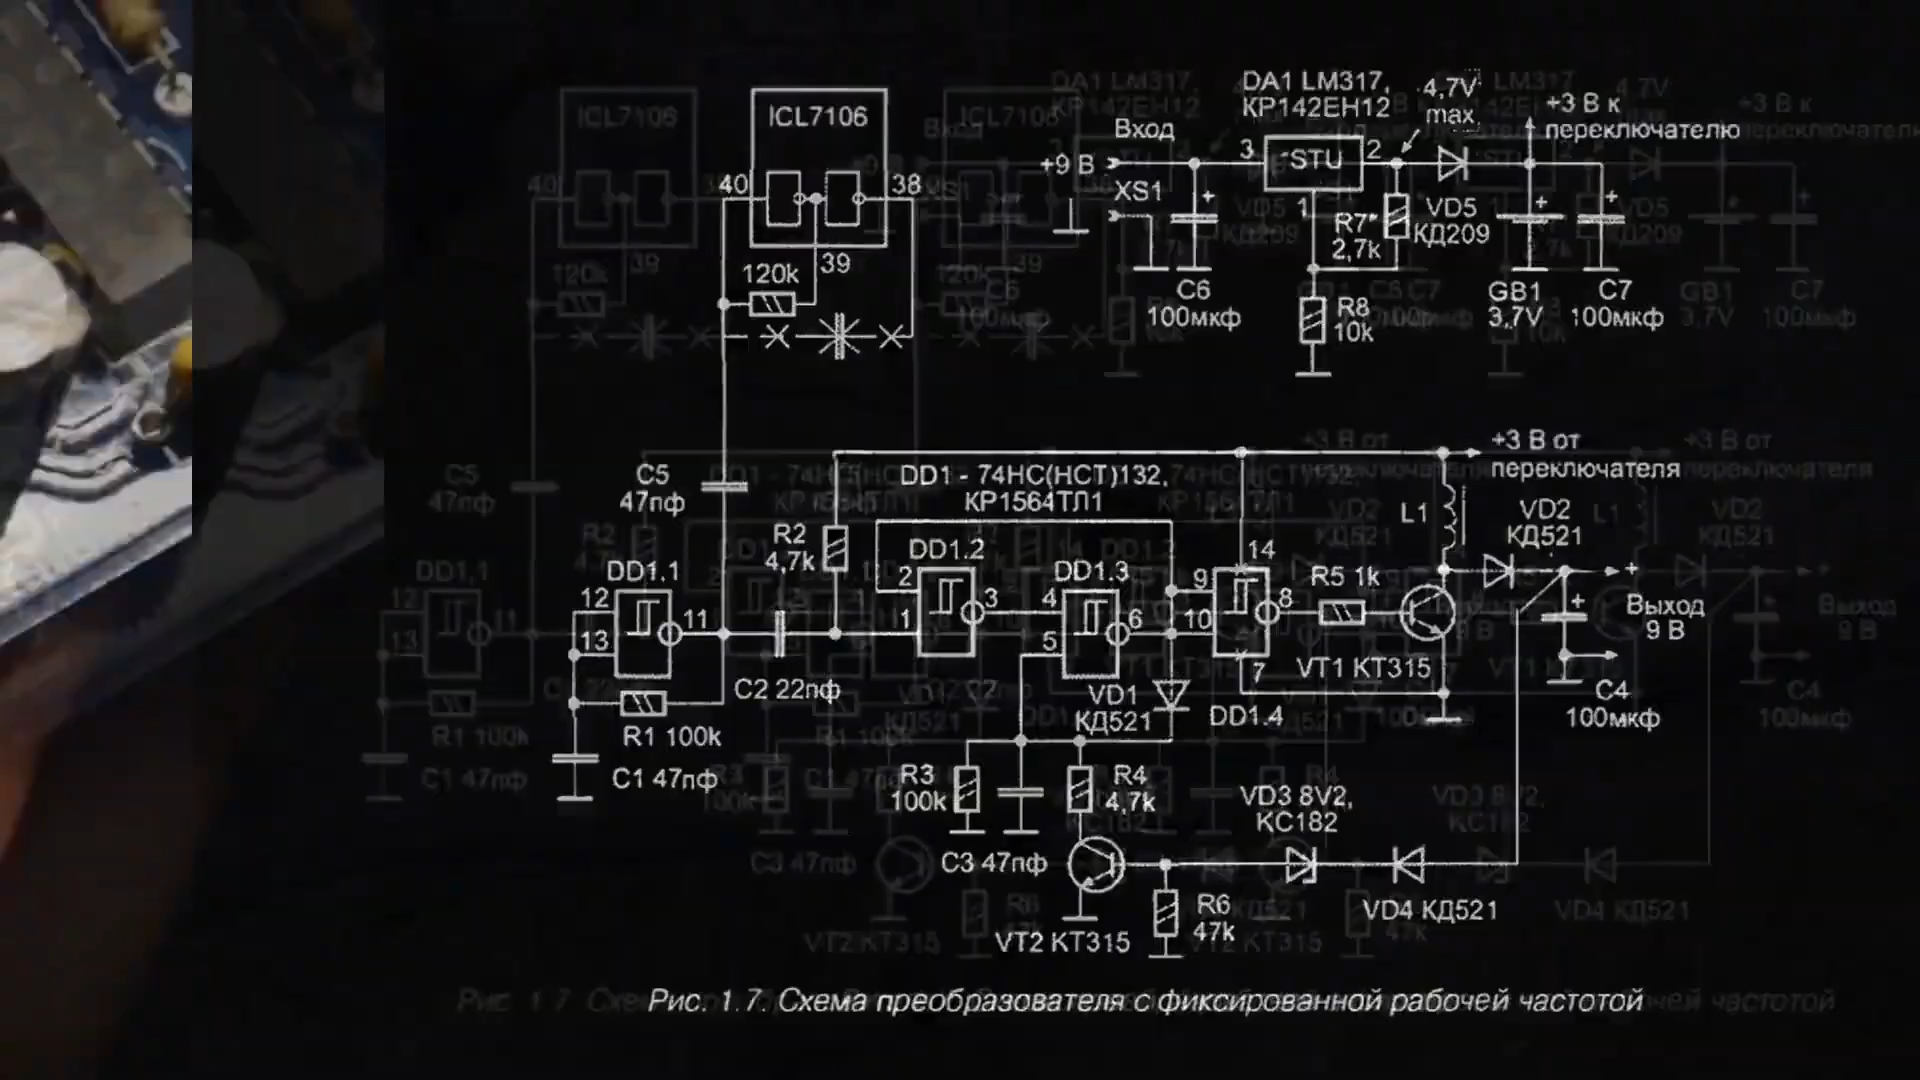 ICL7106
40
38
39
120k
DA1 LM317,
КР142ЕН12
4,7V
max
+3 В к
переключателю
Вход
+9 В
XS1
3
STU
2
1
R7*
2,7k
VD5
КД209
C6
100мкф
R8
10k
GB1
3,7V
C7
100мкф
+3 В от
переключателя
C5
47пф
DD1 - 74HC(HCT)132,
КР1564ТЛ1
L1
VD2
КД521
R2
4,7k
DD1.2
DD1.1
DD1.3
14
R5 1k
12
13
11
2
1
3
4
5
6
9
10
8
7
+
Выход
9 В
C2 22пф
VD1
КД521
DD1.4
VT1 КТ315
C4
100мкф
R1 100k
C1 47пф
R3
100k
R4
4,7k
VD3 8V2,
КС182
C3 47пф
VT2 КТ315
R6
47k
VD4 КД521
Рис. 1.7. Схема преобразователя с фиксированной рабочей частотой